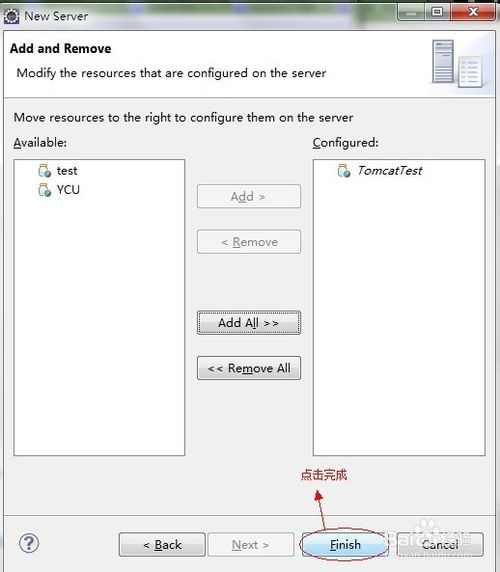 New Server
Add and Remove
Modify the resources that are configured on the server
Move resources to the right to configure them on the server
Available:
Configured:
test
YCU
TomcatTest
Add >
< Remove
Add All >>
<< Remove All
点击完成
< Back
Next >
Finish
Cancel